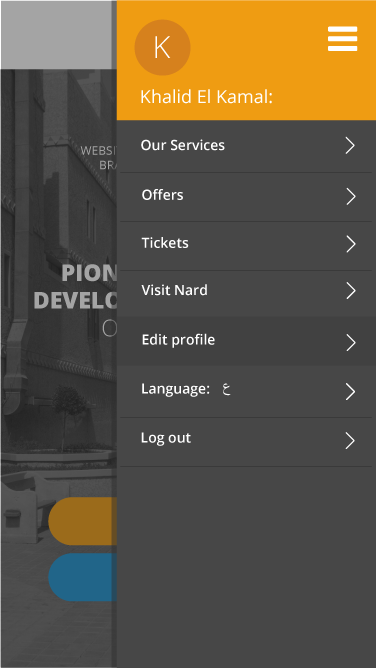 K
Khalid El Kamal:
WEBSI
BRA
Our Services
Offers
Tickets
PION
DEVELO
O
Visit Nard
Edit profile
Language: ع
Log out